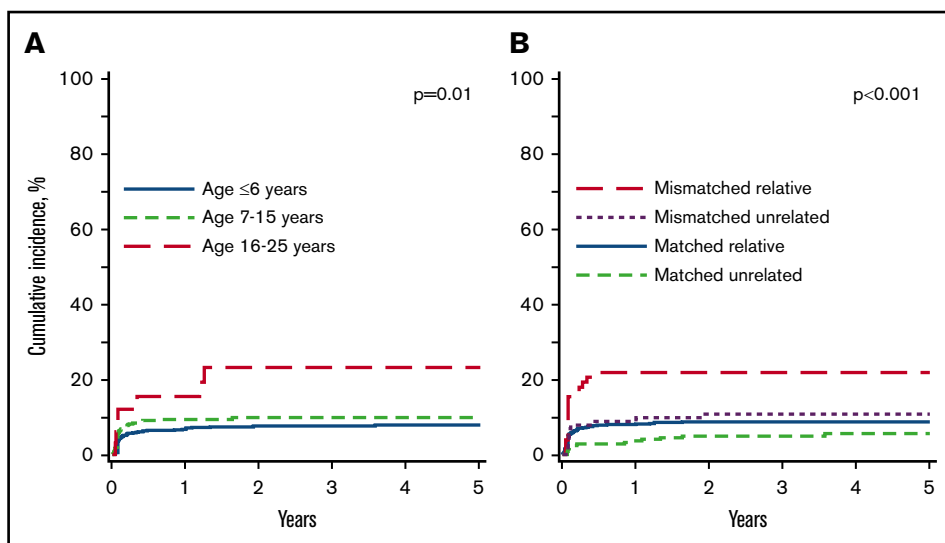 A
Cumulative incidence, %
100
80
60
40
20
0
p=0.01
Age ≤6 years
Age 7-15 years
Age 16-25 years
0 1 2 3 4 5
Years
B
100
80
60
40
20
0
p<0.001
Mismatched relative
Mismatched unrelated
Matched relative
Matched unrelated
0 1 2 3 4 5
Years